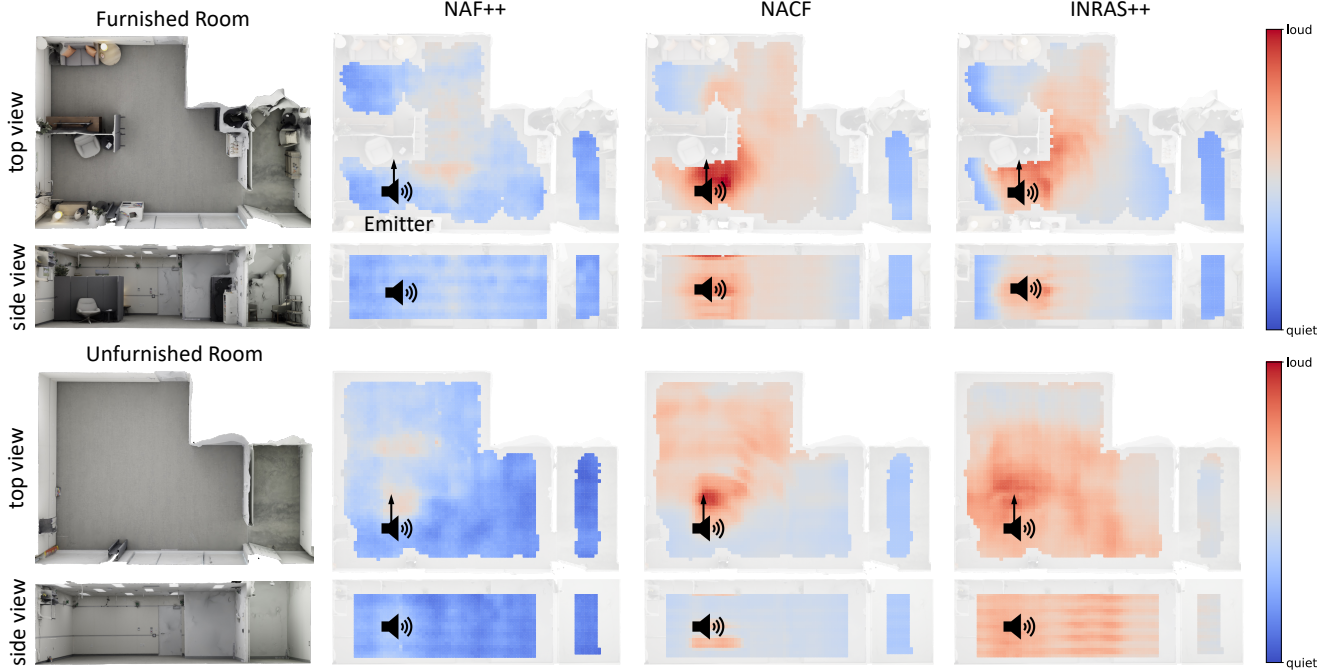 Furnished Room
NAF++
NACF
INRAS++
top view
Emitter
side view
loud
quiet
Unfurnished Room
top view
side view
loud
quiet